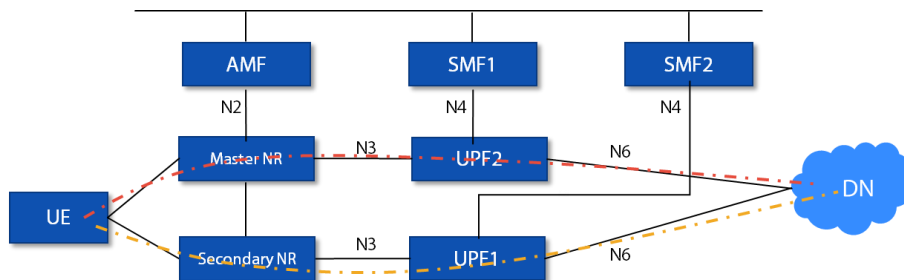 AMF
SMF1
SMF2
N2
N4
N4
Master NR
N3
UPF2
N6
UE
DN
Secondary NR
N3
UPF1
N6